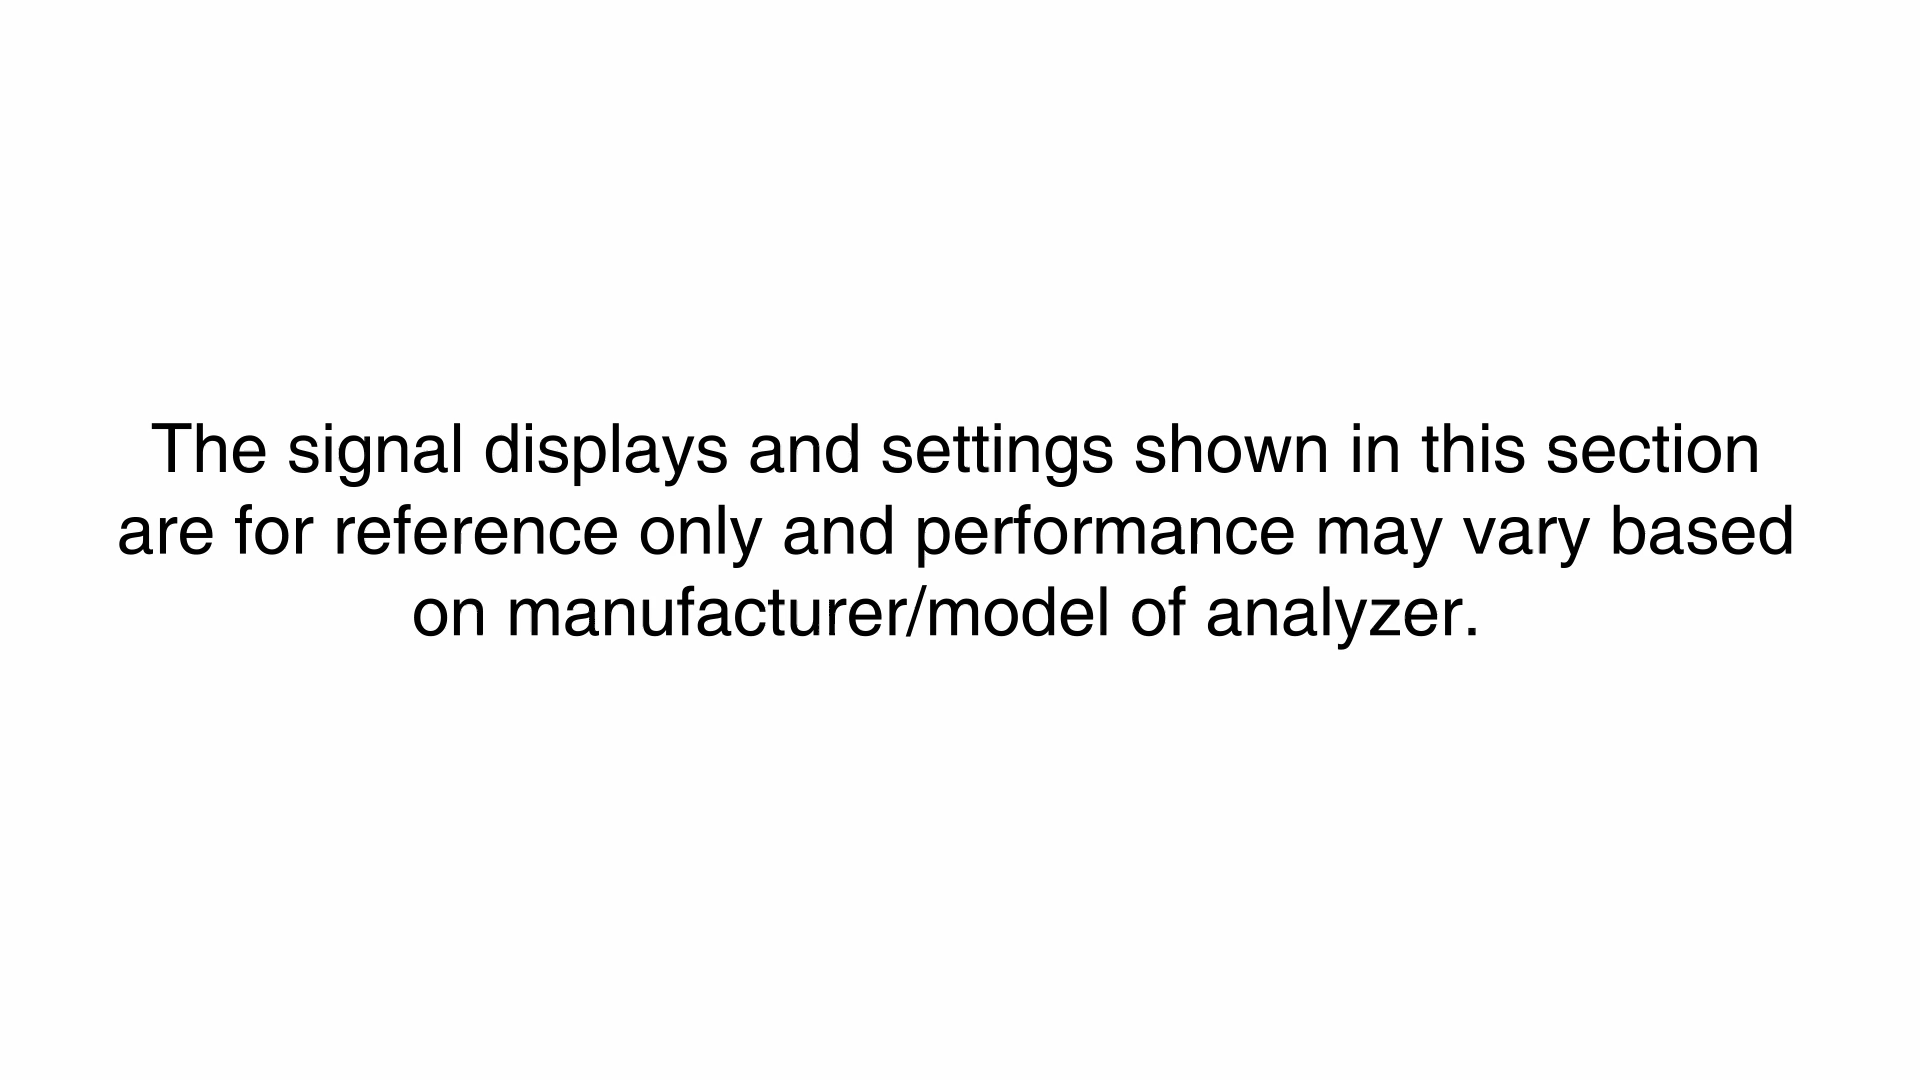 The signal displays and settings shown in this section
are for reference only and performance may vary based
on manufacturer/model of analyzer.